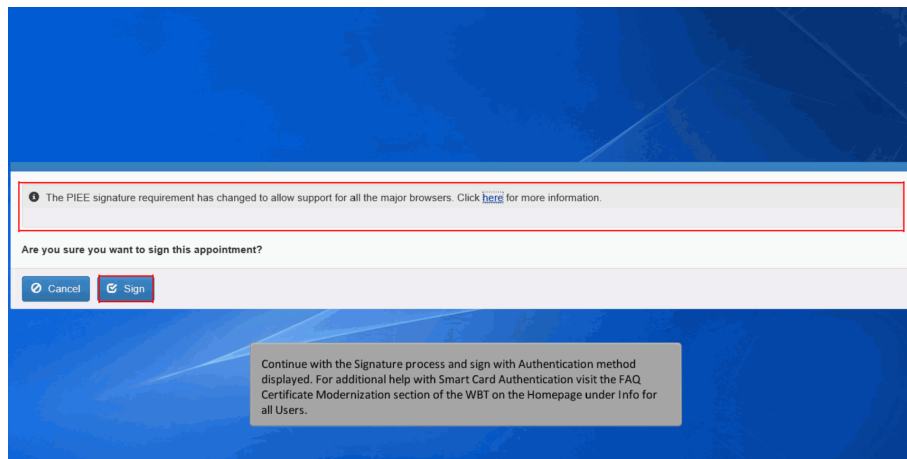 The PIEE signature requirement has changed to allow support for all the major browsers. Click here for more information.
Are you sure you want to sign this appointment?
Cancel Sign
Continue with the Signature process and sign with Authentication method
displayed. For additional help with Smart Card Authentication visit the FAQ
Certificate Modernization section of the WBT on the Homepage under Info for
all Users.